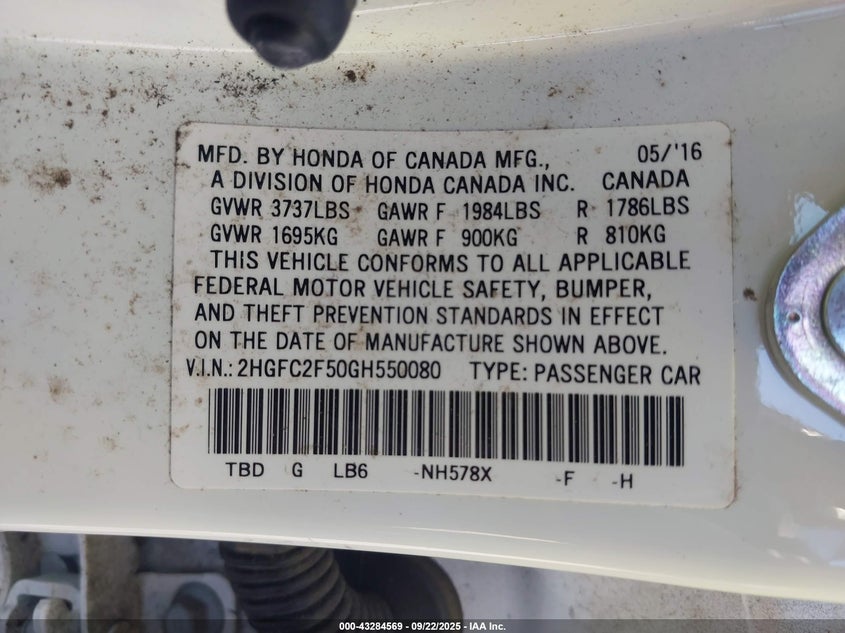 MFD. BY HONDA OF CANADA MFG., 05/'16
A DIVISION OF HONDA CANADA INC. CANADA
GVWR 3737LBS GAWR F 1984LBS R 1786LBS
GVWR 1695KG GAWR F 900KG R 810KG
THIS VEHICLE CONFORMS TO ALL APPLICABLE
FEDERAL MOTOR VEHICLE SAFETY, BUMPER,
AND THEFT PREVENTION STANDARDS IN EFFECT
ON THE DATE OF MANUFACTURE SHOWN ABOVE.
V.I.N.: 2HGFC2F50GH550080 TYPE: PASSENGER CAR
TBD G LB6 -NH578X -F -H
000-43284569 - 09/22/2025 - IAA Inc.